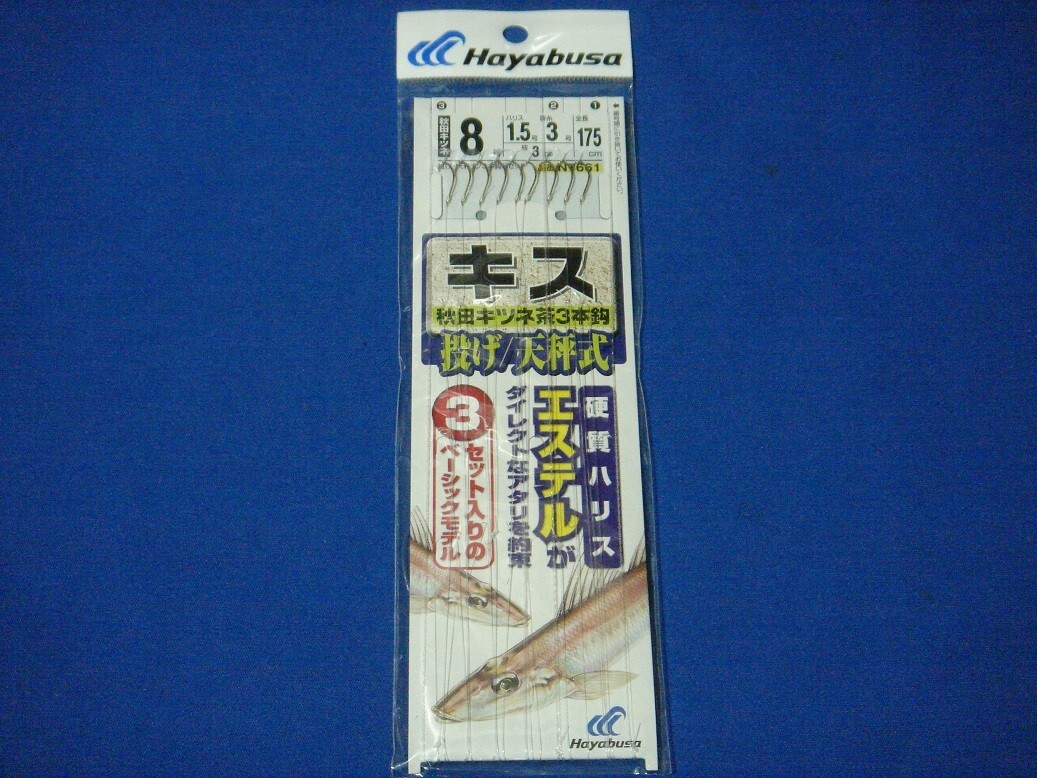 Hayabusa
③
②
①
秋田キツネ
8
ハリス
1.5号
枝
3
幹糸
3号
全長
175
cm
キス
秋田キツネ茶3本鈎
投げ/天秤式
硬質ハリス
エステルが
ダイレクトなアタリを約束
3
セット入りの
ベーシックモデル
Hayabusa